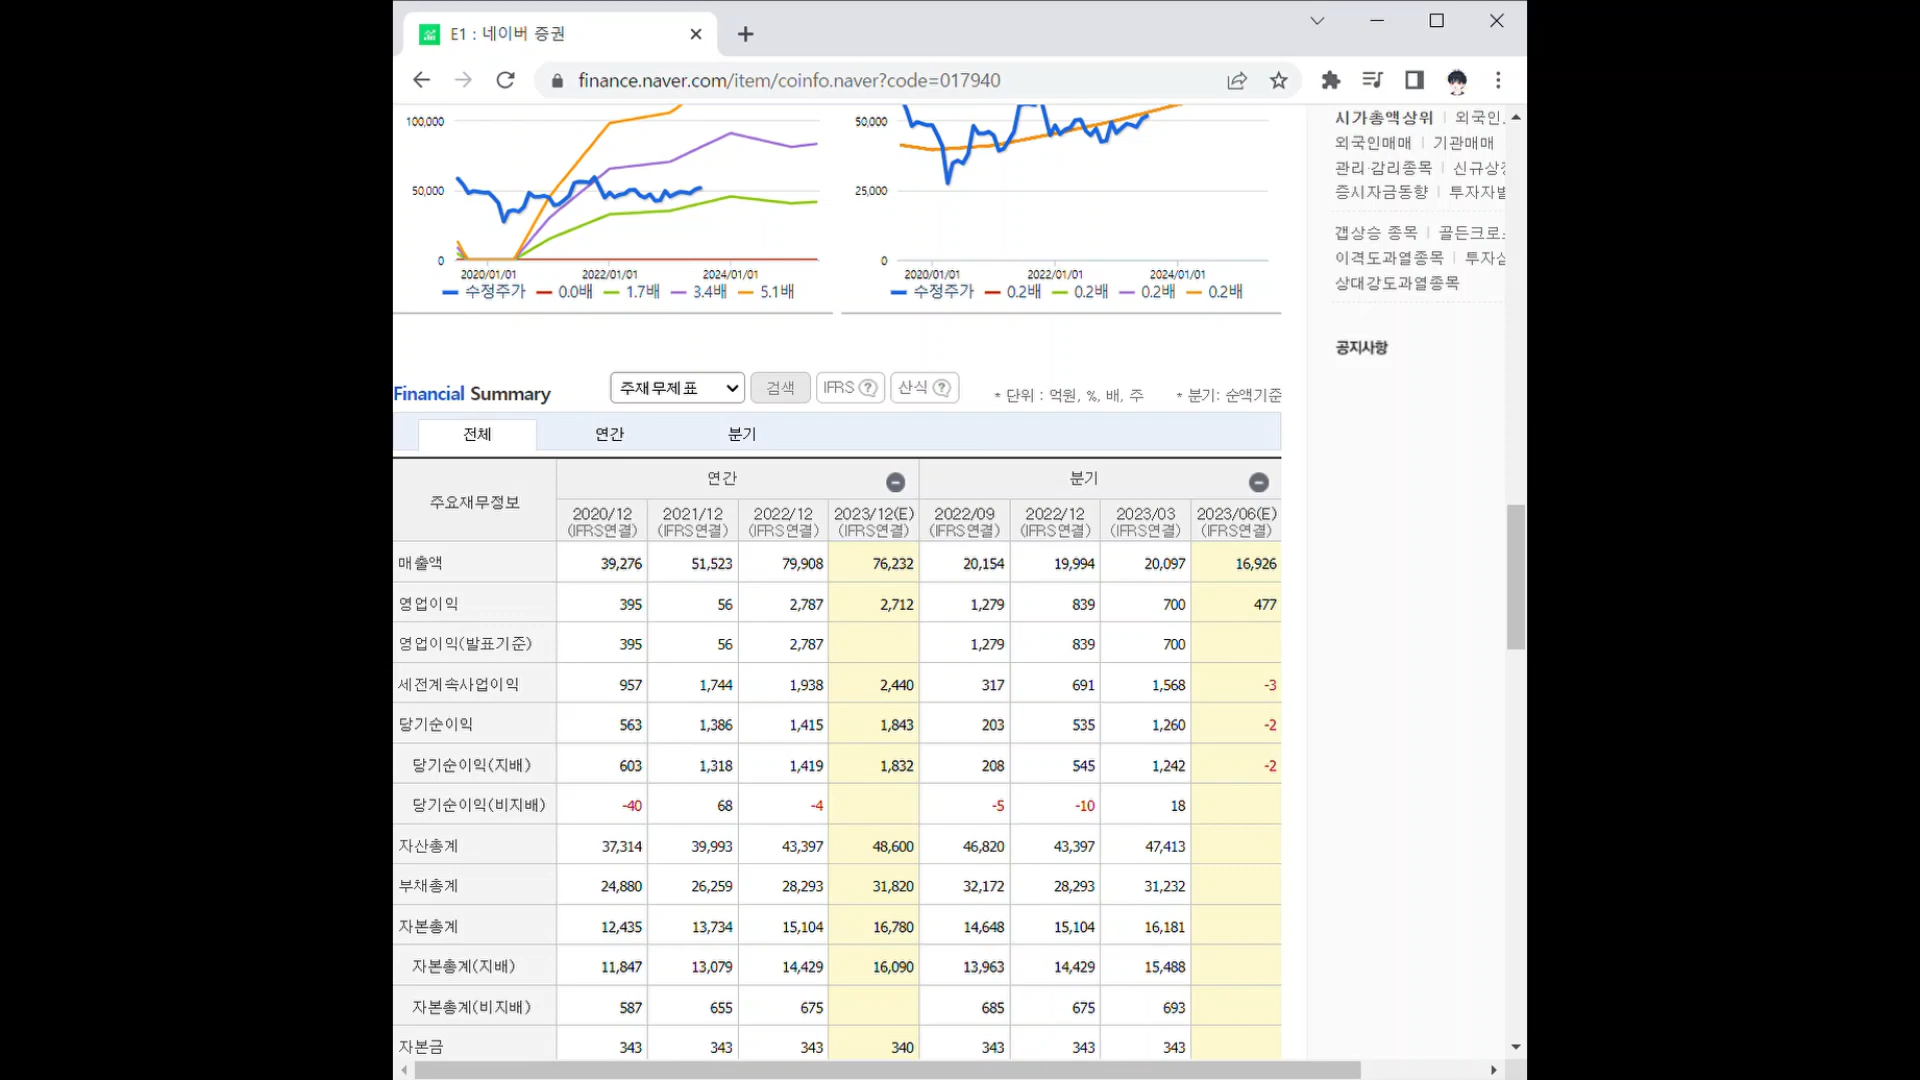 E1 : 네이버 증권
finance.naver.com/item/coinfo.naver?code=017940
100,000
50,000
0
2020/01/01 2022/01/01 2024/01/01
수정주가 0.0배 1.7배 3.4배 5.1배
50,000
25,000
0
2020/01/01 2022/01/01 2024/01/01
수정주가 0.2배 0.2배 0.2배 0.2배
시가총액상위 외국인
외국인매매 기관매매
관리·감리종목
증시자금동향
갭상승 종목
이격도과열종목
상대강도과열종목
공지사항
Financial Summary 주재무제표 검색 IFRS ? 산식 ? * 단위 : 억원, %, 배, 주 * 분기: 순액기준
전체 연간 분기
주요재무정보 연간 분기
2020/12 2021/12 2022/12 2023/12(E) 2022/09 2022/12 2023/03 2023/06(E)
(IFRS연결) (IFRS연결) (IFRS연결) (IFRS연결) (IFRS연결) (IFRS연결) (IFRS연결) (IFRS연결)
매출액 39,276 51,523 79,908 76,232 20,154 19,994 20,097 16,926
영업이익 395 56 2,787 2,712 1,279 839 700 477
영업이익(발표기준) 395 56 2,787 1,279 839 700
세전계속사업이익 957 1,744 1,938 2,440 317 691 1,568 -3
당기순이익 563 1,386 1,415 1,843 203 535 1,260 -2
당기순이익(지배) 603 1,318 1,419 1,832 208 545 1,242 -2
당기순이익(비지배) -40 68 -4 -5 -10 18
자산총계 37,314 39,993 43,397 48,600 46,820 43,397 47,413
부채총계 24,880 26,259 28,293 31,820 32,172 28,293 31,232
자본총계 12,435 13,734 15,104 16,780 14,648 15,104 16,181
자본총계(지배) 11,847 13,079 14,429 16,090 13,963 14,429 15,488
자본총계(비지배) 587 655 675 685 675 693
자본금 343 343 343 340 343 343 343